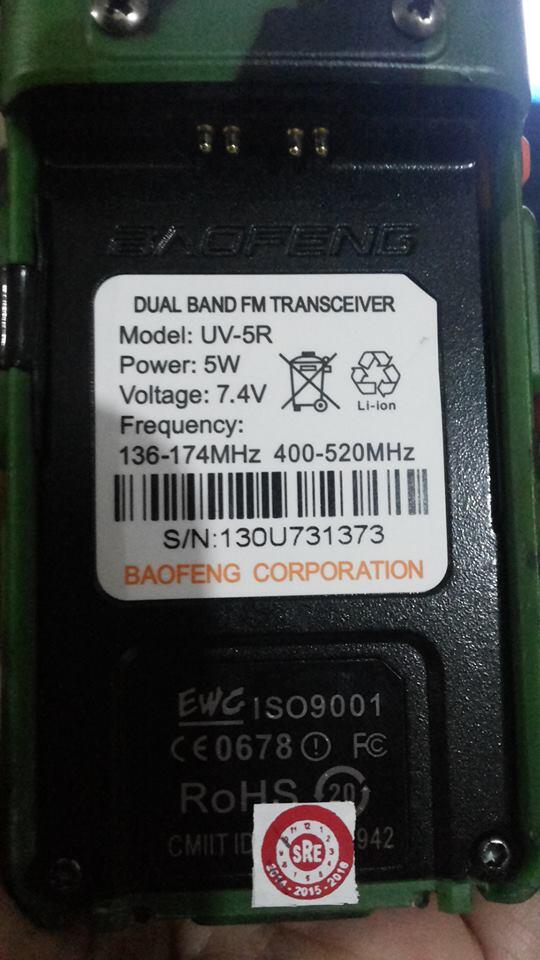 BAOFENG
DUAL BAND FM TRANSCEIVER
Model: UV-5R
Power: 5W
Voltage: 7.4V
Li-ion
Frequency:
136-174MHz 400-520MHz
S/N:130U731373
BAOFENG CORPORATION
EWC ISO9001
CE0678 FC
RoHS 20
CMIIT ID 942
SRE
2014-2015-2016